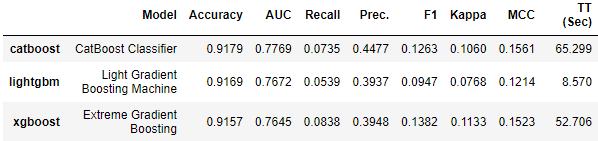 Model Accuracy AUC Recall Prec. F1 Kappa MCC TT (Sec)
catboost CatBoost Classifier 0.9179 0.7769 0.0735 0.4477 0.1263 0.1060 0.1561 65.299
lightgbm Light Gradient Boosting Machine 0.9169 0.7672 0.0539 0.3937 0.0947 0.0768 0.1214 8.570
xgboost Extreme Gradient Boosting 0.9157 0.7645 0.0838 0.3948 0.1382 0.1133 0.1523 52.706